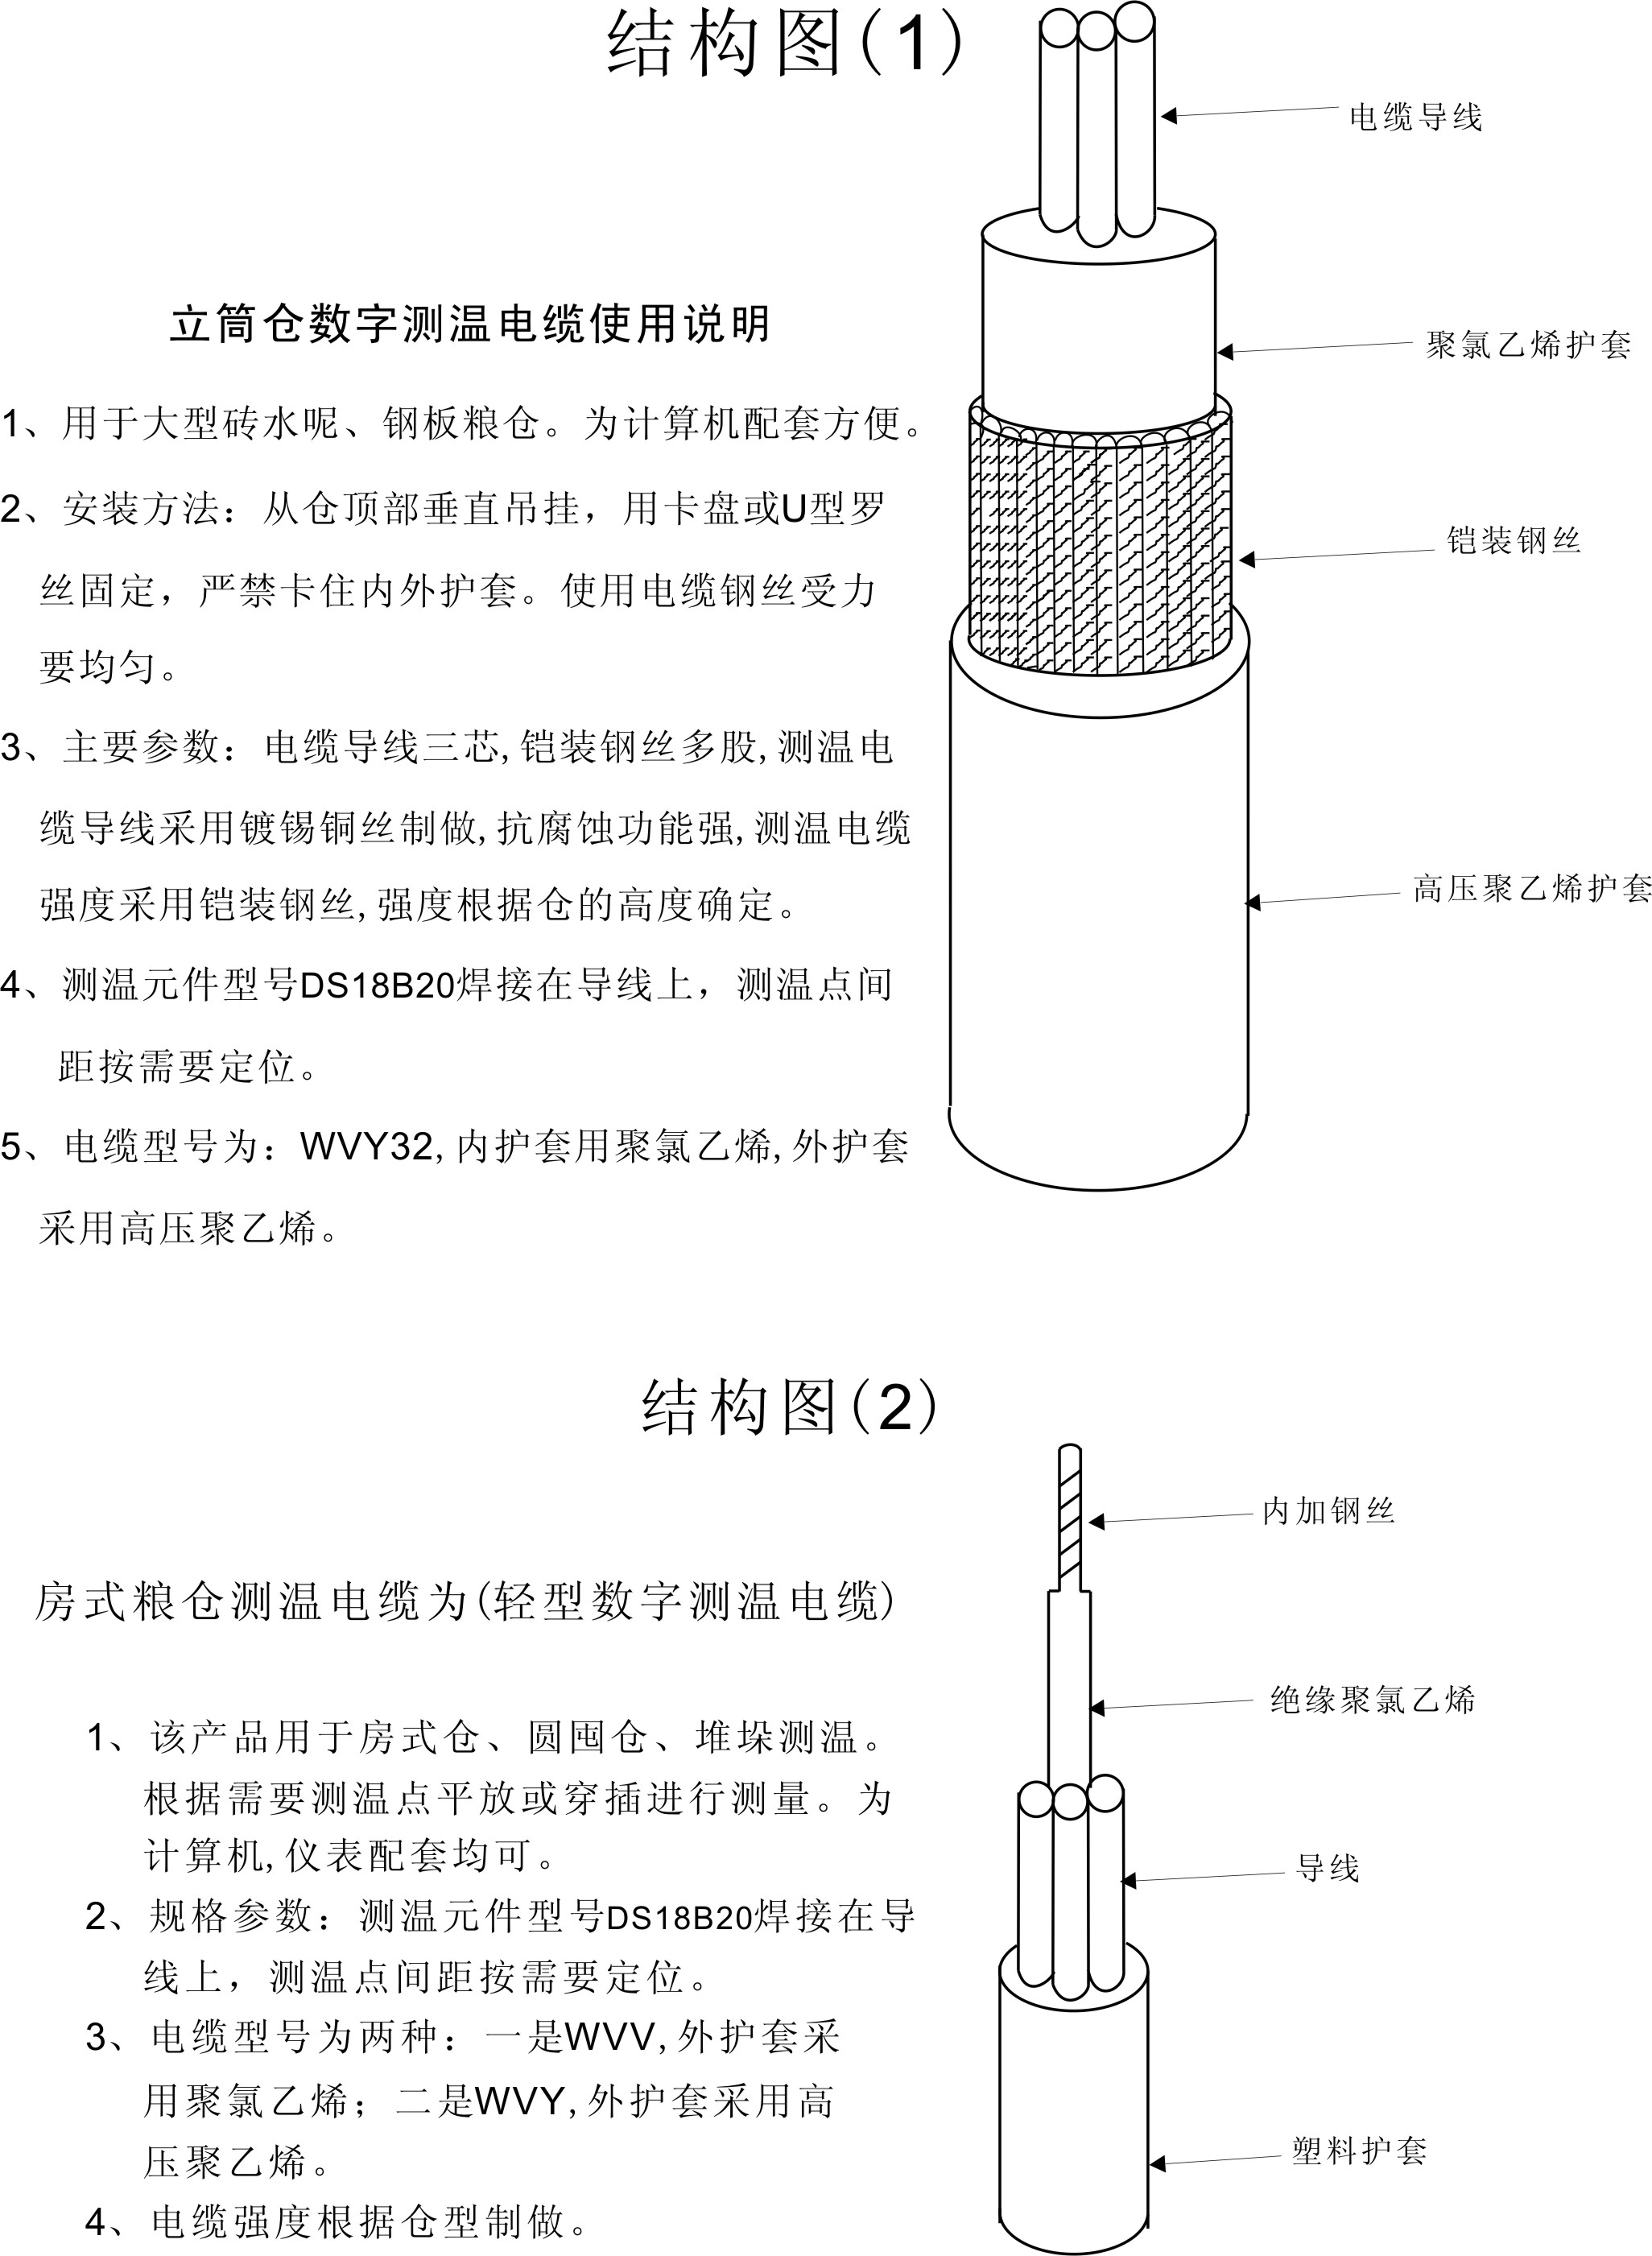 结构图(1)
电缆导线
聚氯乙烯护套
铠装钢丝
高压聚乙烯护套
立筒仓数字测温电缆使用说明
1、用于大型砖水呢、钢板粮仓。为计算机配套方便。
2、安装方法：从仓顶部垂直吊挂，用卡盘或U型罗
丝固定，严禁卡住内外护套。使用电缆钢丝受力
要均匀。
3、主要参数：电缆导线三芯,铠装钢丝多股,测温电
缆导线采用镀锡铜丝制做,抗腐蚀功能强,测温电缆
强度采用铠装钢丝,强度根据仓的高度确定。
4、测温元件型号DS18B20焊接在导线上，测温点间
距按需要定位。
5、电缆型号为：WVY32,内护套用聚氯乙烯,外护套
采用高压聚乙烯。
结构图(2)
内加钢丝
绝缘聚氯乙烯
导线
塑料护套
房式粮仓测温电缆为(轻型数字测温电缆)
1、该产品用于房式仓、圆囤仓、堆垛测温。
根据需要测温点平放或穿插进行测量。为
计算机,仪表配套均可。
2、规格参数：测温元件型号DS18B20焊接在导
线上，测温点间距按需要定位。
3、电缆型号为两种：一是WVV,外护套采
用聚氯乙烯；二是WVY,外护套采用高
压聚乙烯。
4、电缆强度根据仓型制做。